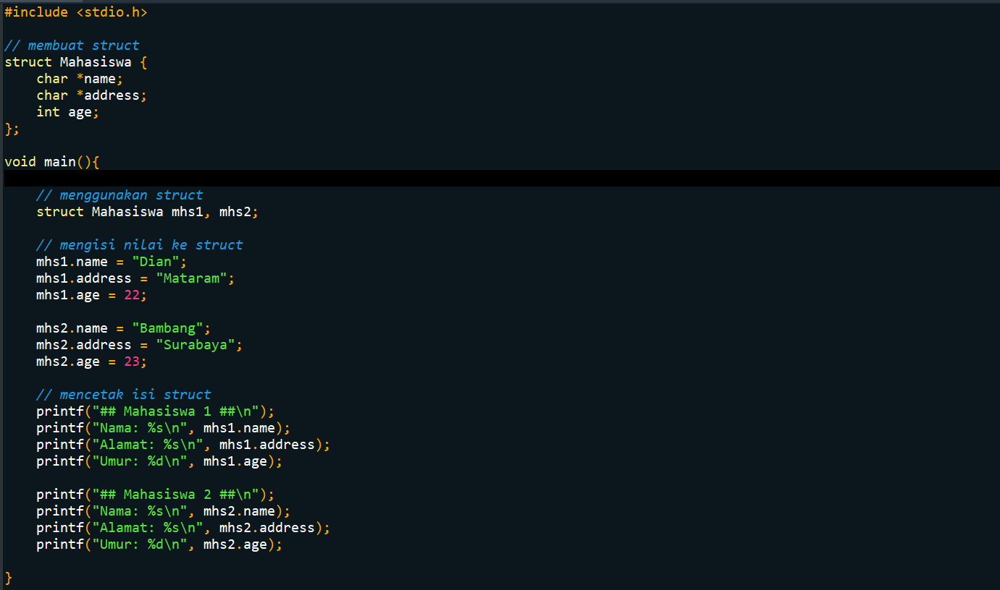 #include <stdio.h>
// membuat struct
struct Mahasiswa {
    char *name;
    char *address;
    int age;
};
void main(){
    // menggunakan struct
    struct Mahasiswa mhs1, mhs2;
    // mengisi nilai ke struct
    mhs1.name = "Dian";
    mhs1.address = "Mataram";
    mhs1.age = 22;
    mhs2.name = "Bambang";
    mhs2.address = "Surabaya";
    mhs2.age = 23;
    // mencetak isi struct
    printf("## Mahasiswa 1 ##\n");
    printf("Nama: %s\n", mhs1.name);
    printf("Alamat: %s\n", mhs1.address);
    printf("Umur: %d\n", mhs1.age);
    printf("## Mahasiswa 2 ##\n");
    printf("Nama: %s\n", mhs2.name);
    printf("Alamat: %s\n", mhs2.address);
    printf("Umur: %d\n", mhs2.age);
}